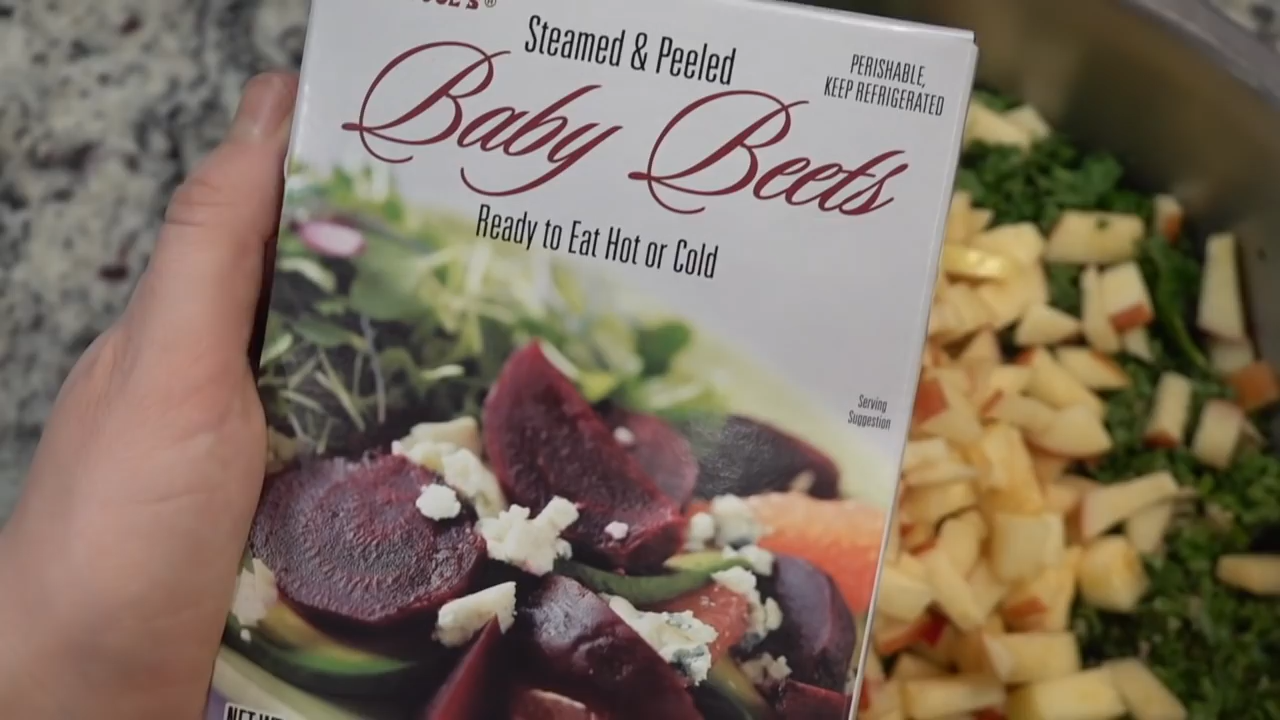 Steamed & Peeled
PERISHABLE,
KEEP REFRIGERATED
Baby Beets
Ready to Eat Hot or Cold
Serving
Suggestion